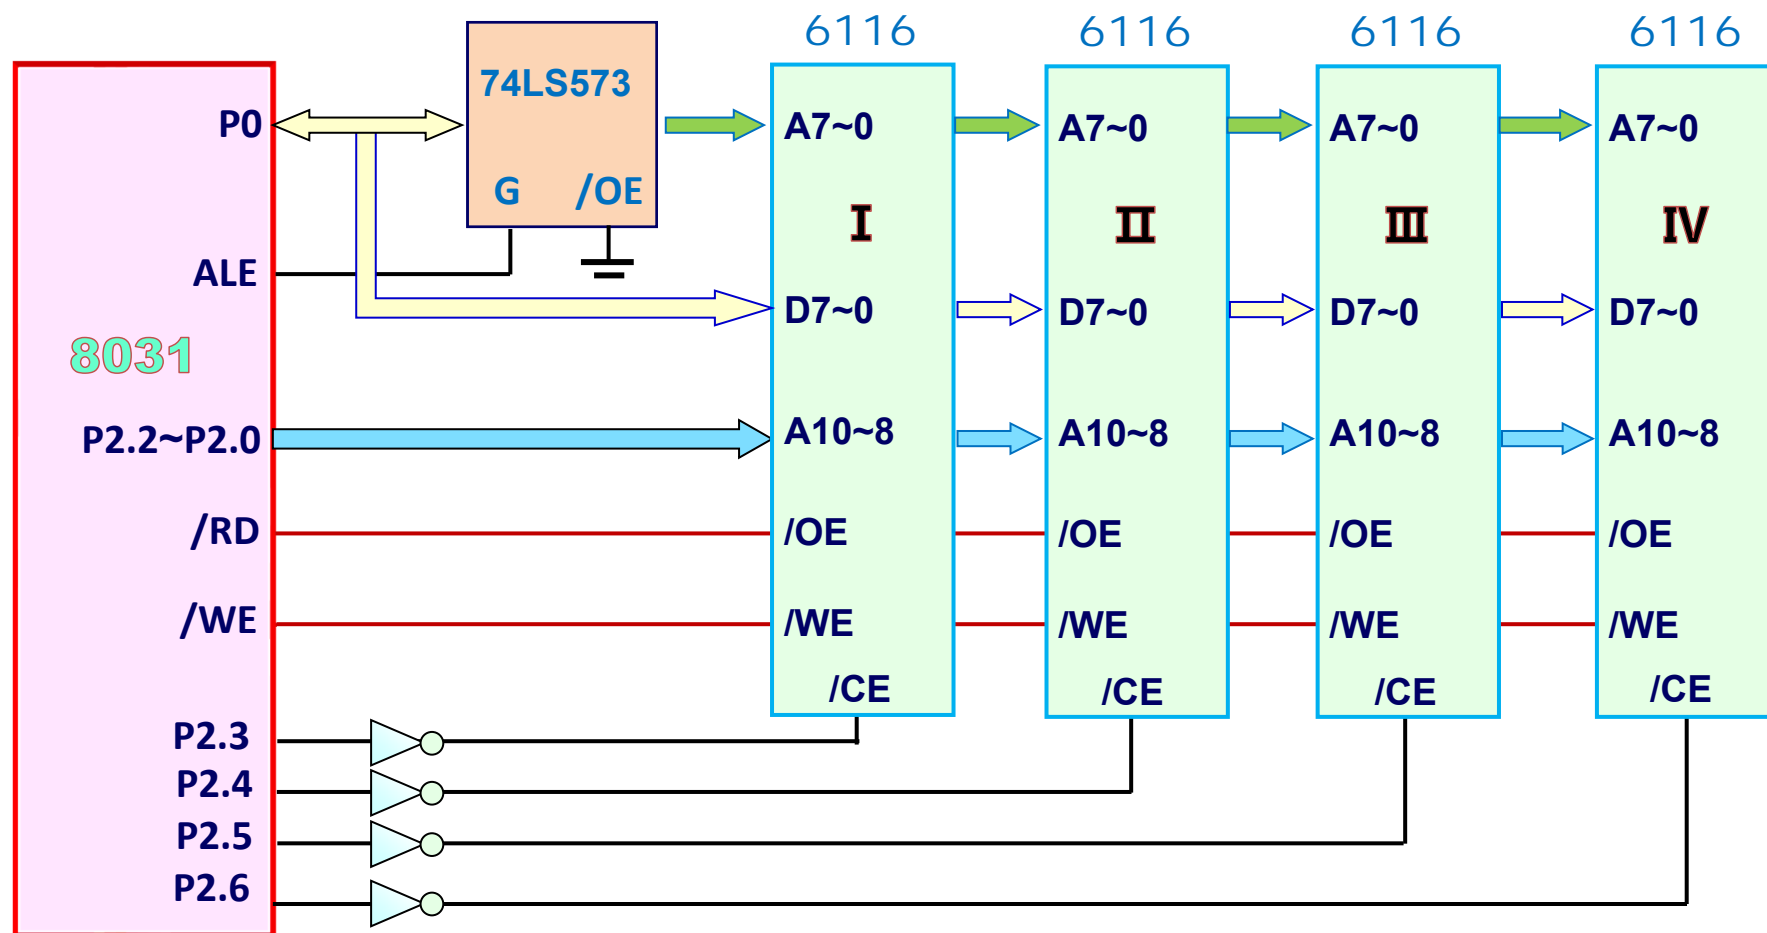 6116 6116 6116 6116
74LS573
P0
A7~0 A7~0 A7~0 A7~0
G /OE
I II III IV
ALE
D7~0 D7~0 D7~0 D7~0
8031
P2.2~P2.0
A10~8 A10~8 A10~8 A10~8
/RD
/OE /OE /OE /OE
/WE
/WE /WE /WE /WE
/CE /CE /CE /CE
P2.3
P2.4
P2.5
P2.6